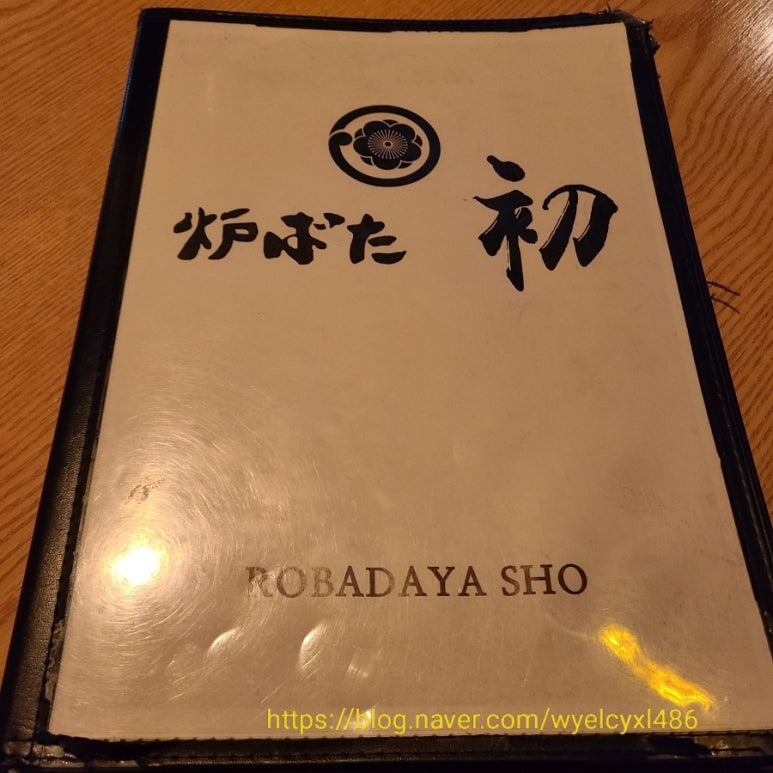 炉ばた 初
ROBADAYA SHO
https://blog.naver.com/wyelcyxl486